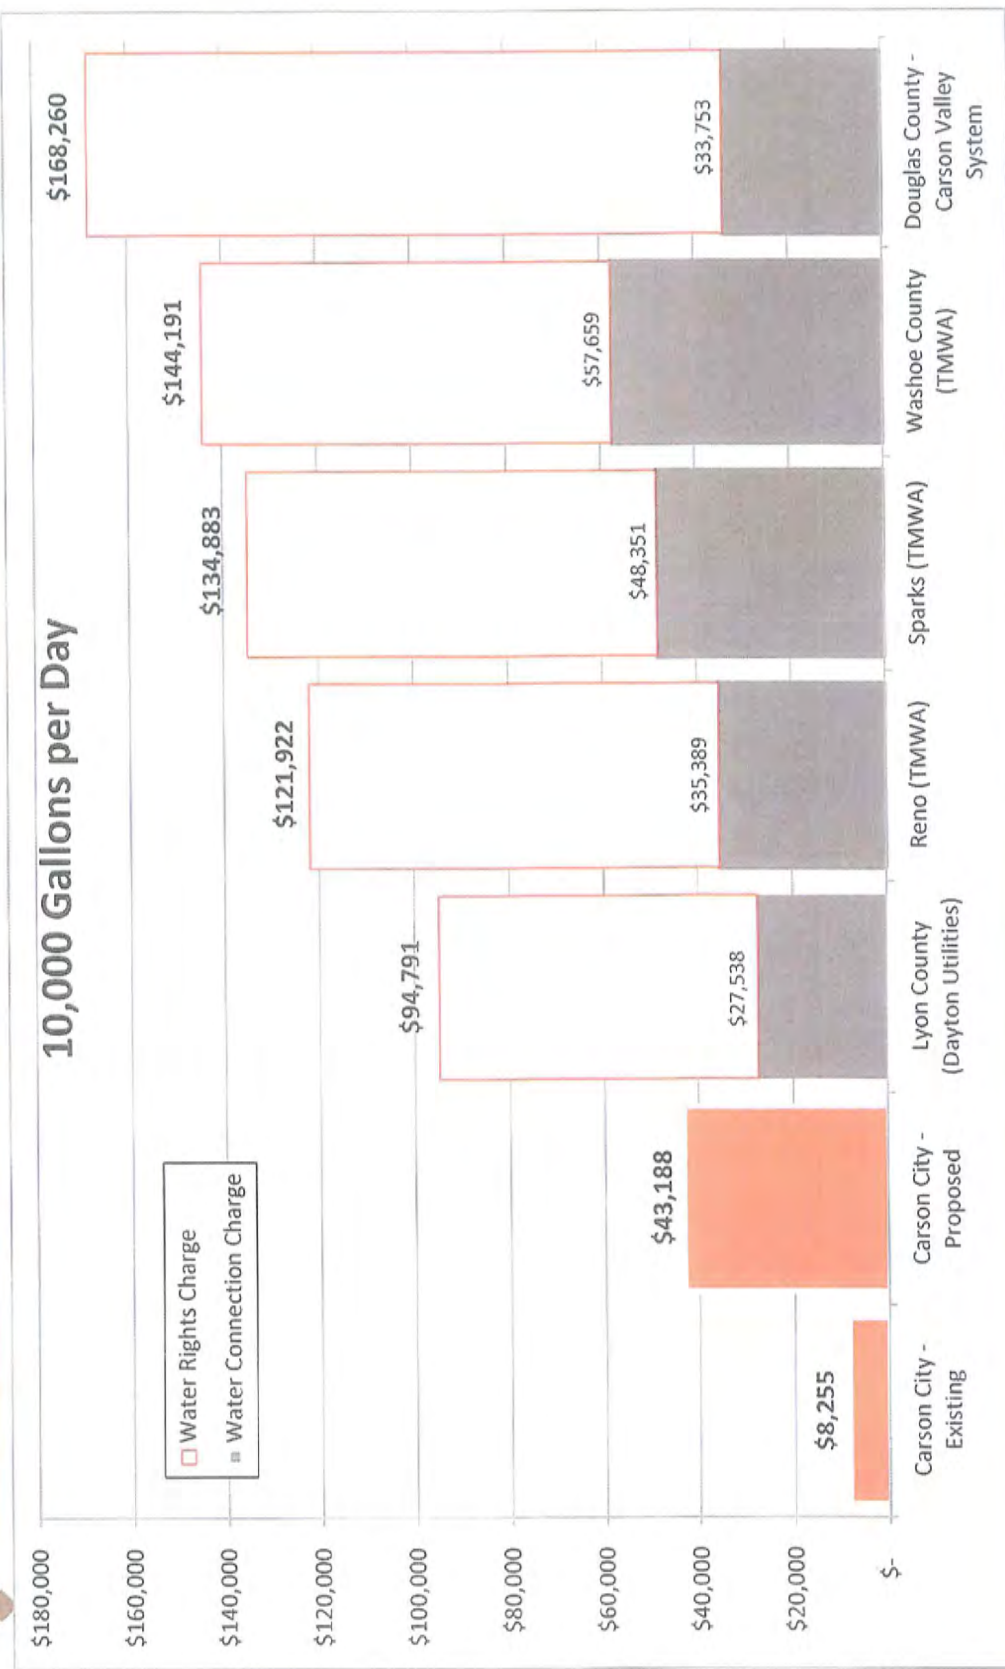 10,000 Gallons per Day
$180,000
$160,000
$140,000
$120,000
$100,000
$80,000
$60,000
$40,000
$20,000
$-
Water Rights Charge
Water Connection Charge
$8,255
$43,188
$94,791
$27,538
$121,922
$35,389
$134,883
$48,351
$144,191
$57,659
$168,260
$33,753
Carson City -
Existing
Carson City -
Proposed
Lyon County
(Dayton Utilities)
Reno (TMWA)
Sparks (TMWA)
Washoe County
(TMWA)
Douglas County -
Carson Valley
System